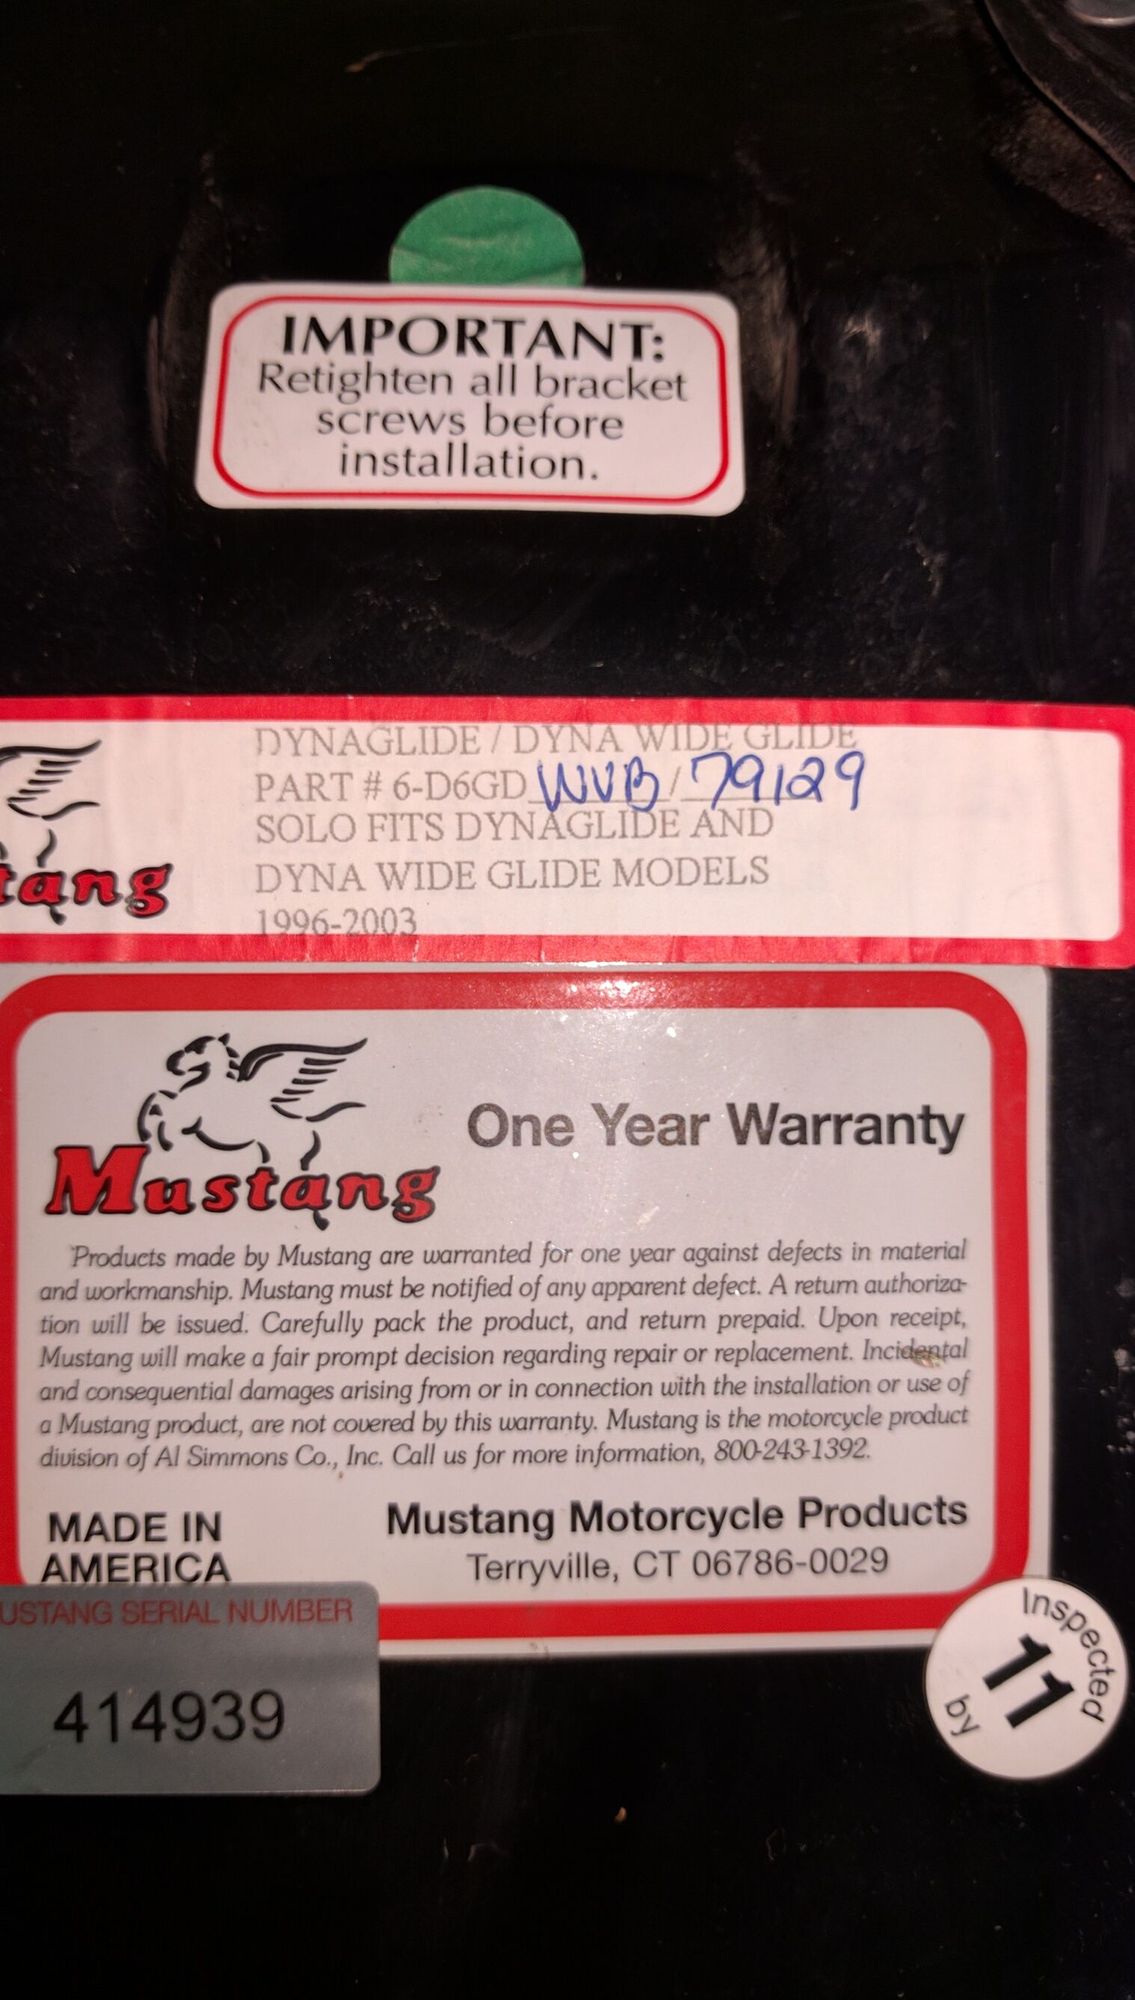 IMPORTANT:
Retighten all bracket
screws before
installation.
DYNAGLIDE / DYNA WIDE GLIDE
PART # 6-D6GD WVB / 79129
SOLO FITS DYNAGLIDE AND
DYNA WIDE GLIDE MODELS
1996-2003
tang
Mustang
One Year Warranty
Products made by Mustang are warranted for one year against defects in material
and workmanship. Mustang must be notified of any apparent defect. A return authoriza-
tion will be issued. Carefully pack the product, and return prepaid. Upon receipt,
Mustang will make a fair prompt decision regarding repair or replacement. Incidental
and consequential damages arising from or in connection with the installation or use of
a Mustang product, are not covered by this warranty. Mustang is the motorcycle product
division of Al Simmons Co., Inc. Call us for more information, 800-243-1392.
MADE IN
AMERICA
Mustang Motorcycle Products
Terryville, CT 06786-0029
USTANG SERIAL NUMBER
414939
Inspected
11
by